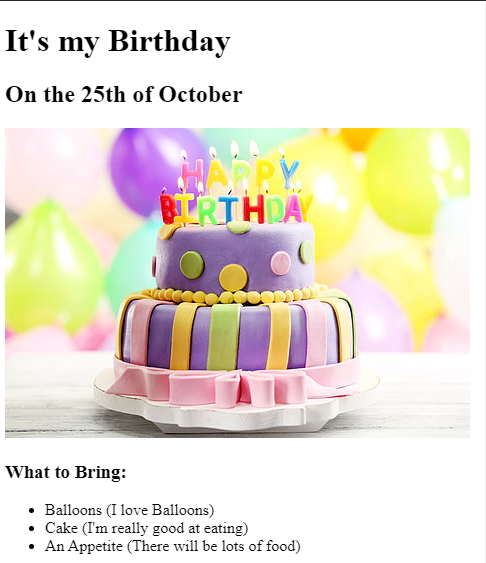 It's my Birthday
On the 25th of October
HAPPY
BIRTHDAY
What to Bring:
Balloons (I love Balloons)
Cake (I'm really good at eating)
An Appetite (There will be lots of food)